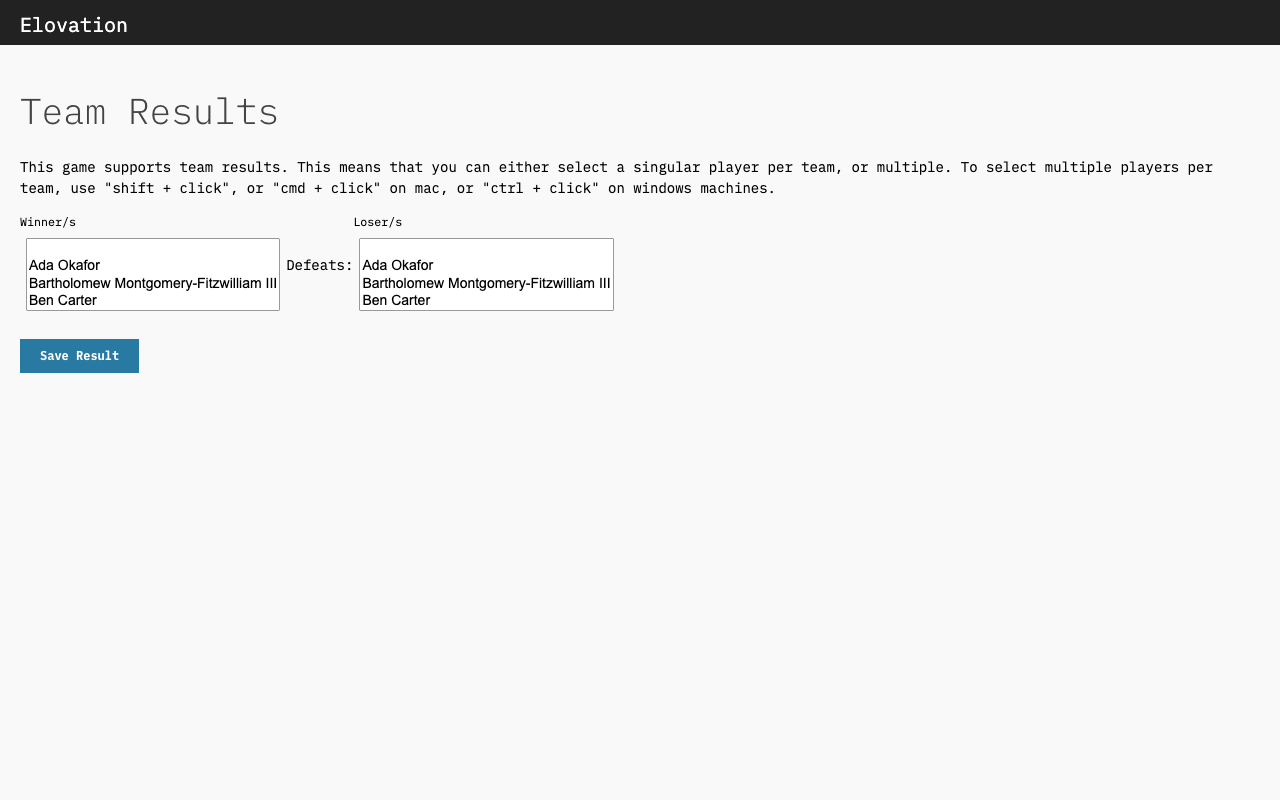 Elovation
Team Results
This game supports team results. This means that you can either select a singular player per team, or multiple. To select multiple players per
team, use "shift + click", or "cmd + click" on mac, or "ctrl + click" on windows machines.
Winner/s
Loser/s
Ada Okafor
Bartholomew Montgomery-Fitzwilliam III
Ben Carter
Defeats:
Ada Okafor
Bartholomew Montgomery-Fitzwilliam III
Ben Carter
Save Result